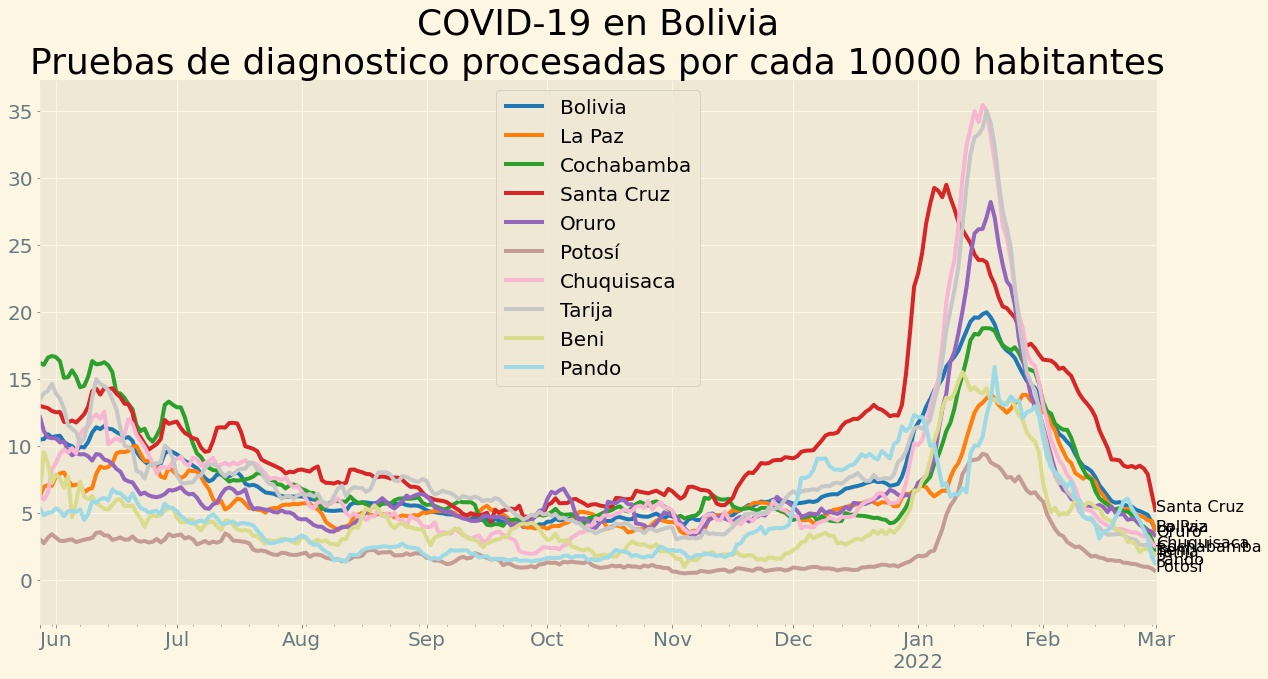 COVID-19 en Bolivia
Pruebas de diagnostico procesadas por cada 10000 habitantes
35
30
25
20
15
10
5
0
Bolivia
La Paz
Cochabamba
Santa Cruz
Oruro
Potosí
Chuquisaca
Tarija
Beni
Pando
Santa Cruz
Oruro
Chuquisaca
Pando
Potosí
Jun
Jul
Aug
Sep
Oct
Nov
Dec
Jan
Feb
Mar
2022